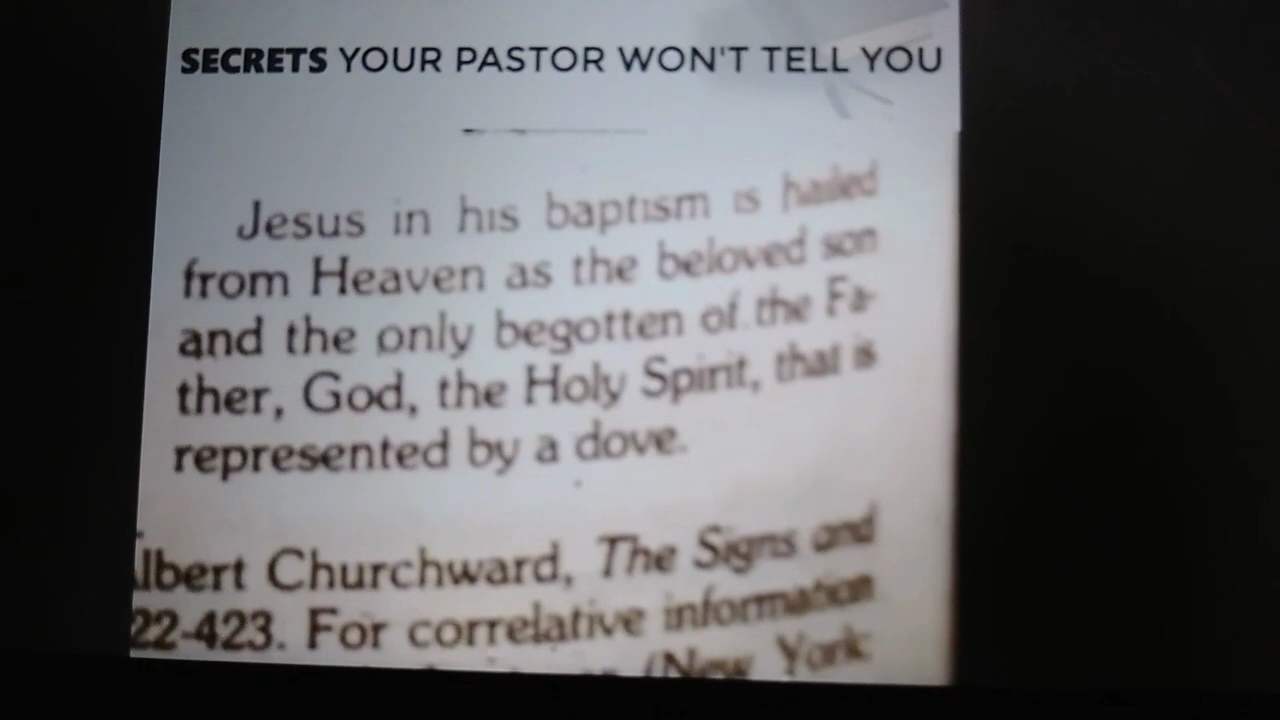 SECRETS YOUR PASTOR WON'T TELL YOU
Jesus in his baptism is hailed
from Heaven as the beloved son
and the only begotten of the Fa-
ther, God, the Holy Spirit, that is
represented by a dove.
lbert Churchward, The Signs and
22-423. For correlative information
(New York: